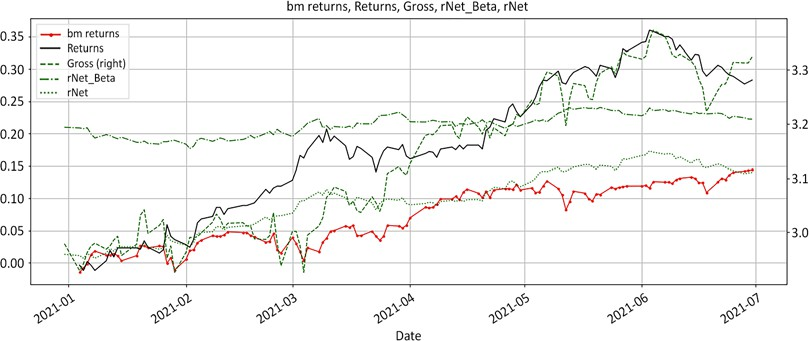 bm returns, Returns, Gross, rNet_Beta, rNet
bm returns
Returns
Gross (right)
rNet_Beta
rNet
0.35
0.30
0.25
0.20
0.15
0.10
0.05
0.00
3.3
3.2
3.1
3.0
2021-01
2021-02
2021-03
2021-04
2021-05
2021-06
2021-07
Date